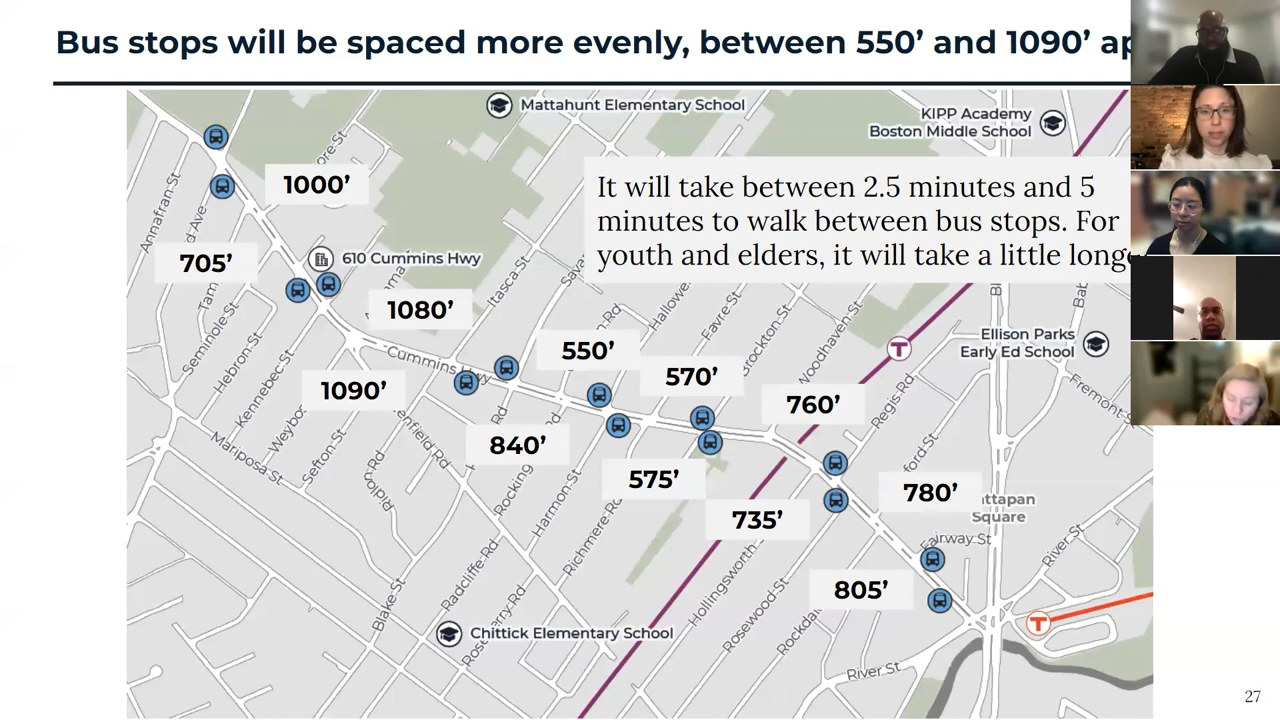 Bus stops will be spaced more evenly, between 550’ and 1090’ ap
Mattahunt Elementary School
KIPP Academy
Boston Middle School
It will take between 2.5 minutes and 5
minutes to walk between bus stops. For
youth and elders, it will take a little longe
1000’
Annafran St
705’
610 Cummins Hwy
Itasca St
1080’
Seminole St
Hebron St
Kennebec St
Favre St
Brockton St
Woodhaven St
T
Ellison Parks
Early Ed School
Cummins Hwy
550’
570’
1090’
760’
Regis Rd
Fremont St
840’
Mariposa St
Sefton St
575’
780’
ttapan
Square
735’
Harmon St
Fairway St
River St
Radcliffe Rd
Blake St
Hollingsworth
Rosewood St
805’
T
Chittick Elementary School
River St
27